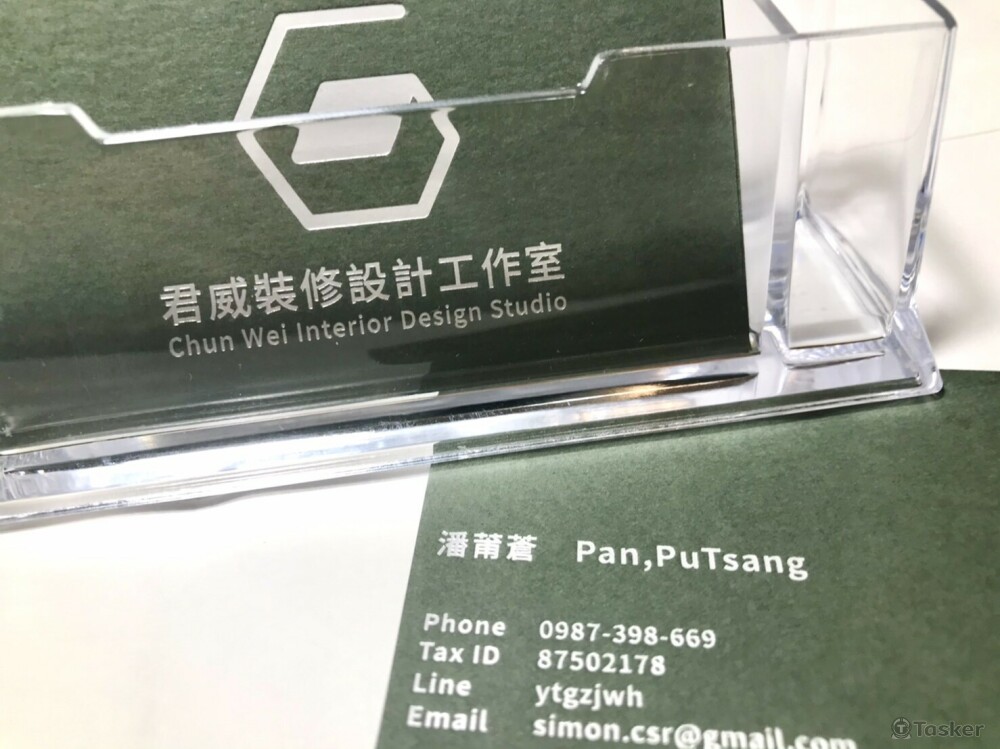 君威裝修設計工作室
Chun Wei Interior Design Studio
潘莆蒼 Pan,PuTsang
Phone 0987-398-669
Tax ID 87502178
Line ytgzjwh
Email simon.csr@gmail.com
Tasker